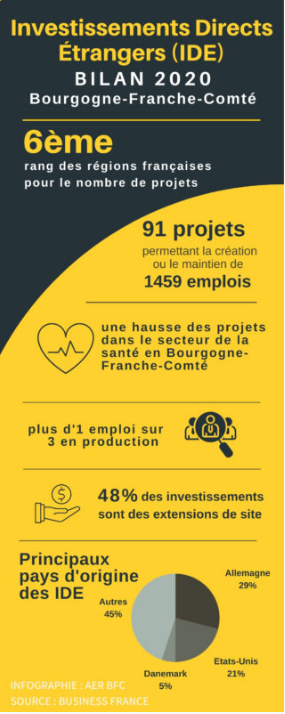 Investissements Directs
Étrangers (IDE)
BILAN 2020
Bourgogne-Franche-Comté
6ème
rang des régions françaises
pour le nombre de projets
91 projets
permettant la création
ou le maintien de
1459 emplois
une hausse des projets
dans le secteur de la
santé en Bourgogne-
Franche-Comté
plus d'1 emploi sur
3 en production
48% des investissements
sont des extensions de site
Principaux
pays d'origine
des IDE
Autres
45%
Allemagne
29%
Etats-Unis
21%
Danemark
5%
INFOGRAPHIE : AER BFC
SOURCE : BUSINESS FRANCE